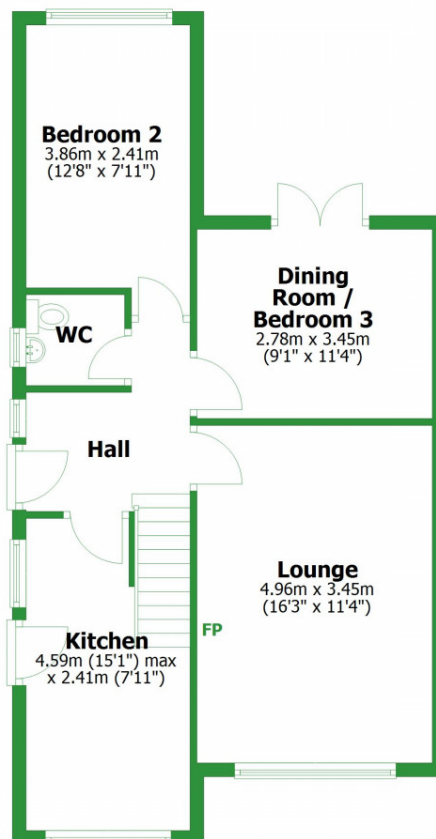 Bedroom 2
3.86m x 2.41m
(12'8" x 7'11")
Dining
Room /
Bedroom 3
2.78m x 3.45m
(9'1" x 11'4")
WC
Hall
Lounge
4.96m x 3.45m
(16'3" x 11'4")
FP
Kitchen
4.59m (15'1") max
x 2.41m (7'11")